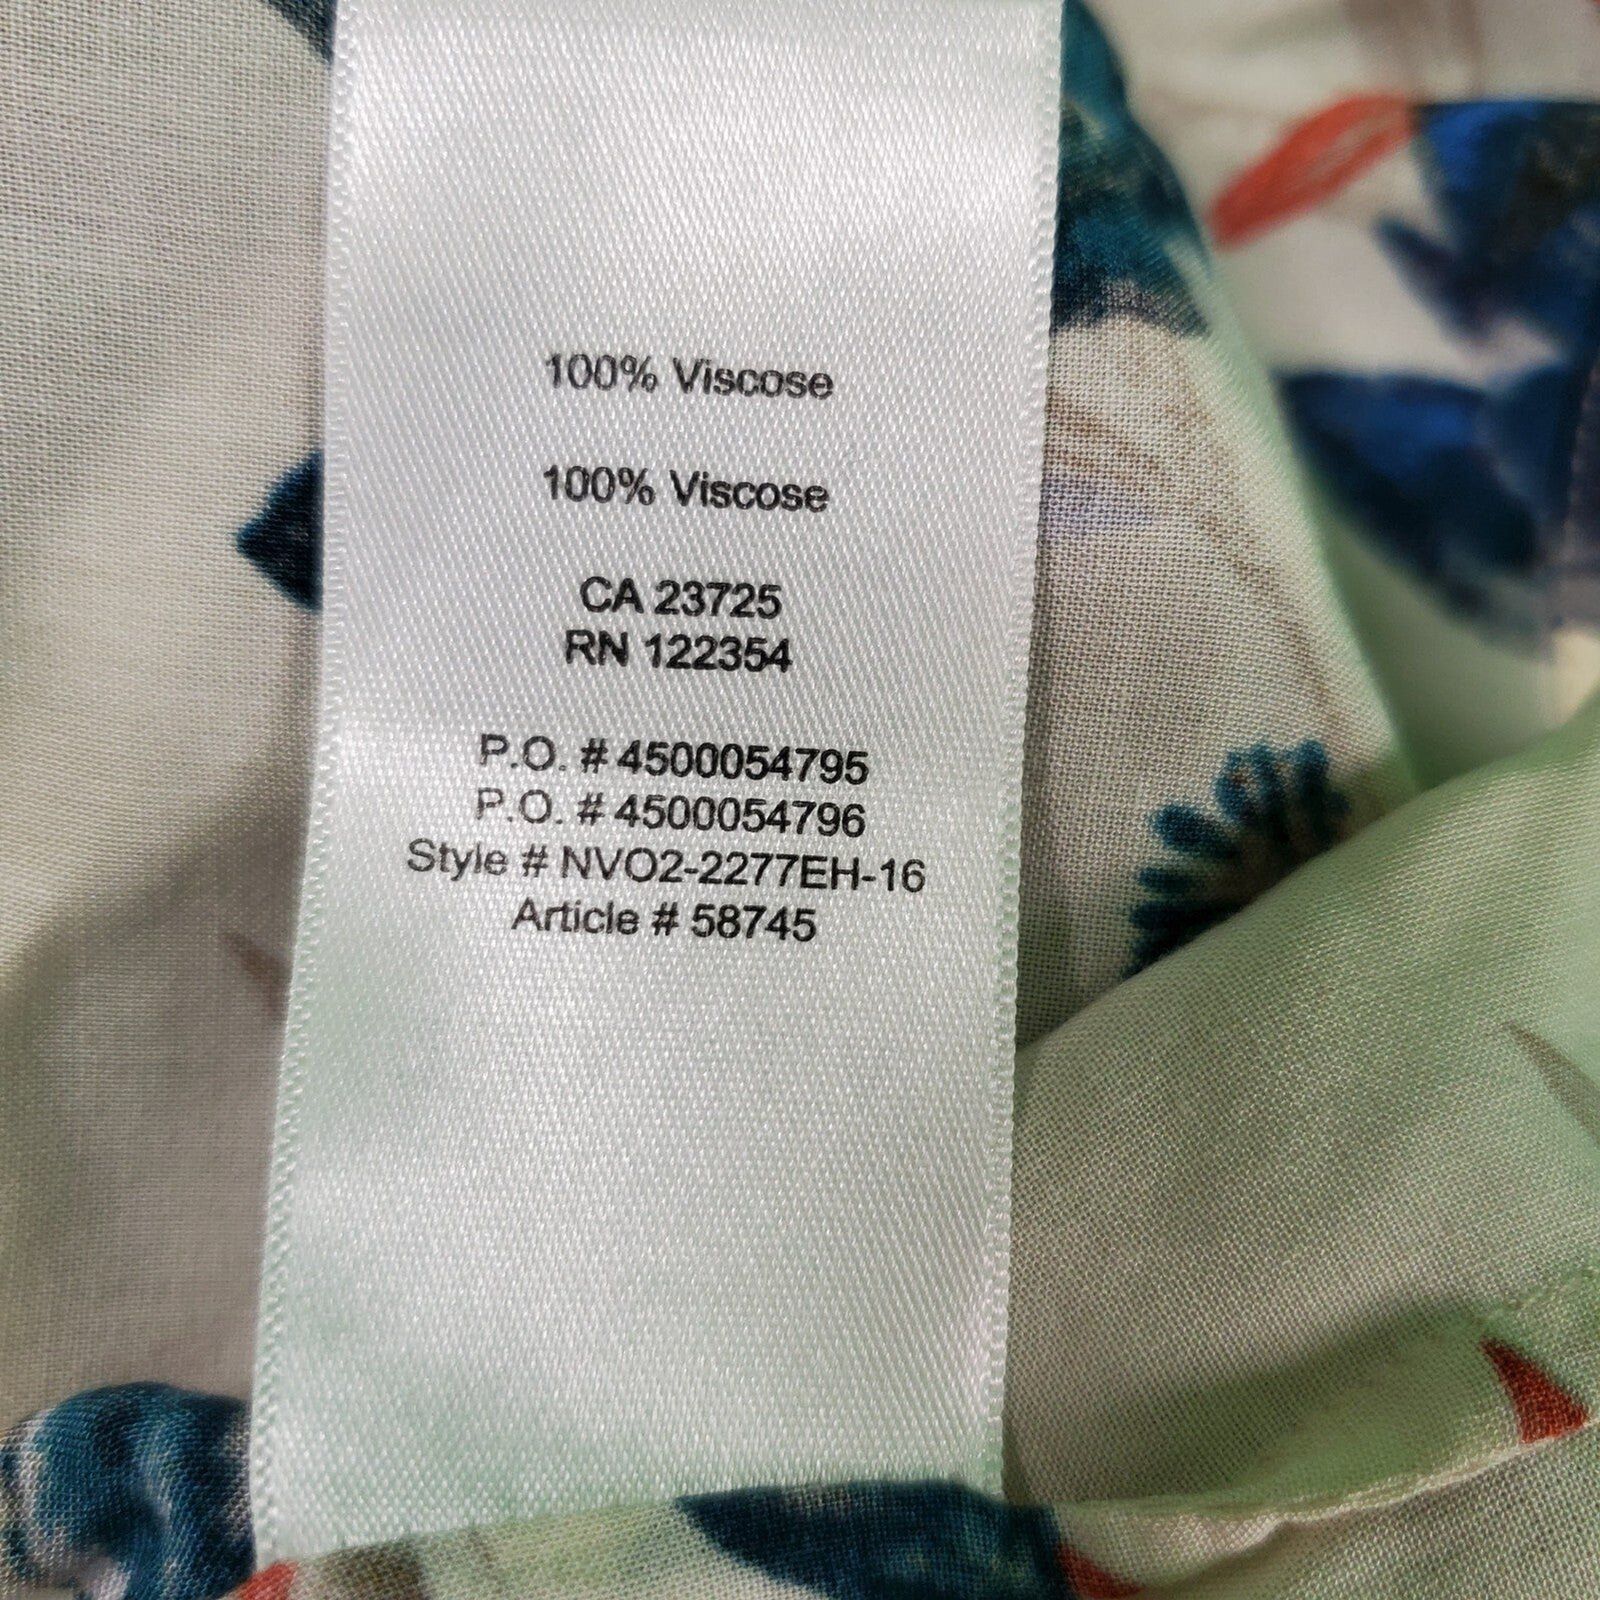 100% Viscose
100% Viscose
CA 23725
RN 122354
P.O. # 4500054795
P.O. # 4500054796
Style # NVO2-2277EH-16
Article # 58745